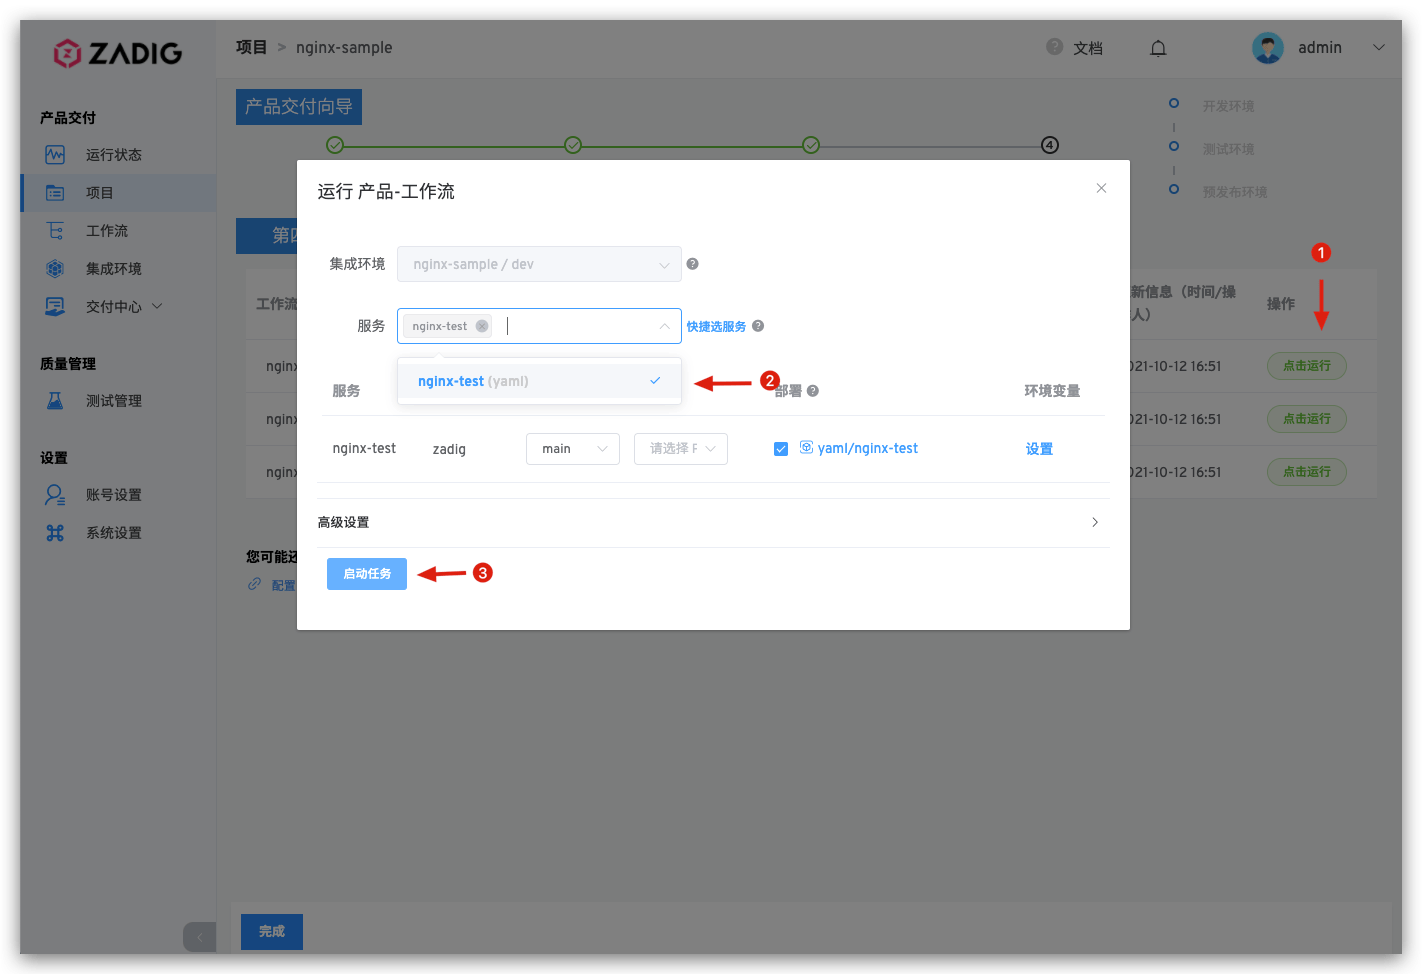 ZADIG
项目 > nginx-sample
文档
admin
产品交付
运行状态
项目
工作流
集成环境
交付中心
质量管理
测试管理
设置
账号设置
系统设置
产品交付向导
4
开发环境
测试环境
预发布环境
第四
工作流
新信息（时间/操
人）
操作
1
nginx
21-10-12 16:51
点击运行
nginx
21-10-12 16:51
点击运行
nginx
21-10-12 16:51
点击运行
您可能还
配置
运行 产品-工作流
集成环境
nginx-sample / dev
服务
nginx-test
快捷选服务
nginx-test (yaml)
2
服务
部署
环境变量
nginx-test
zadig
main
请选择 P
yaml/nginx-test
设置
高级设置
启动任务
3
完成